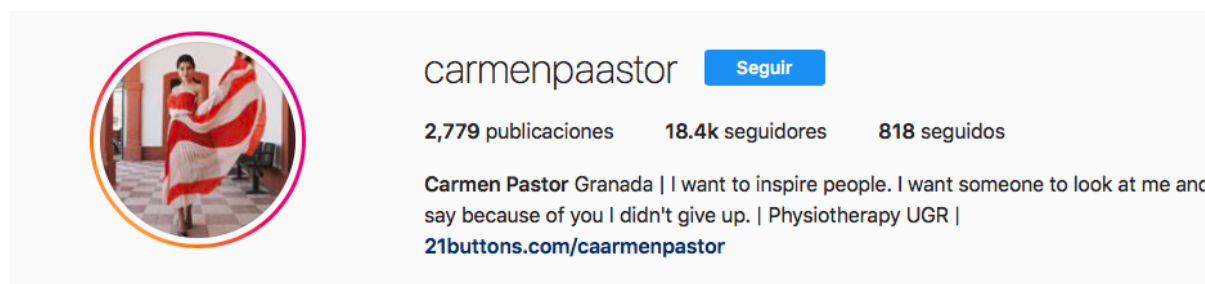 carmenpaastor Seguir
2,779 publicaciones 18.4k seguidores 818 seguidos
Carmen Pastor Granada | I want to inspire people. I want someone to look at me and
say because of you I didn't give up. | Physiotherapy UGR |
21buttons.com/caarmenpastor